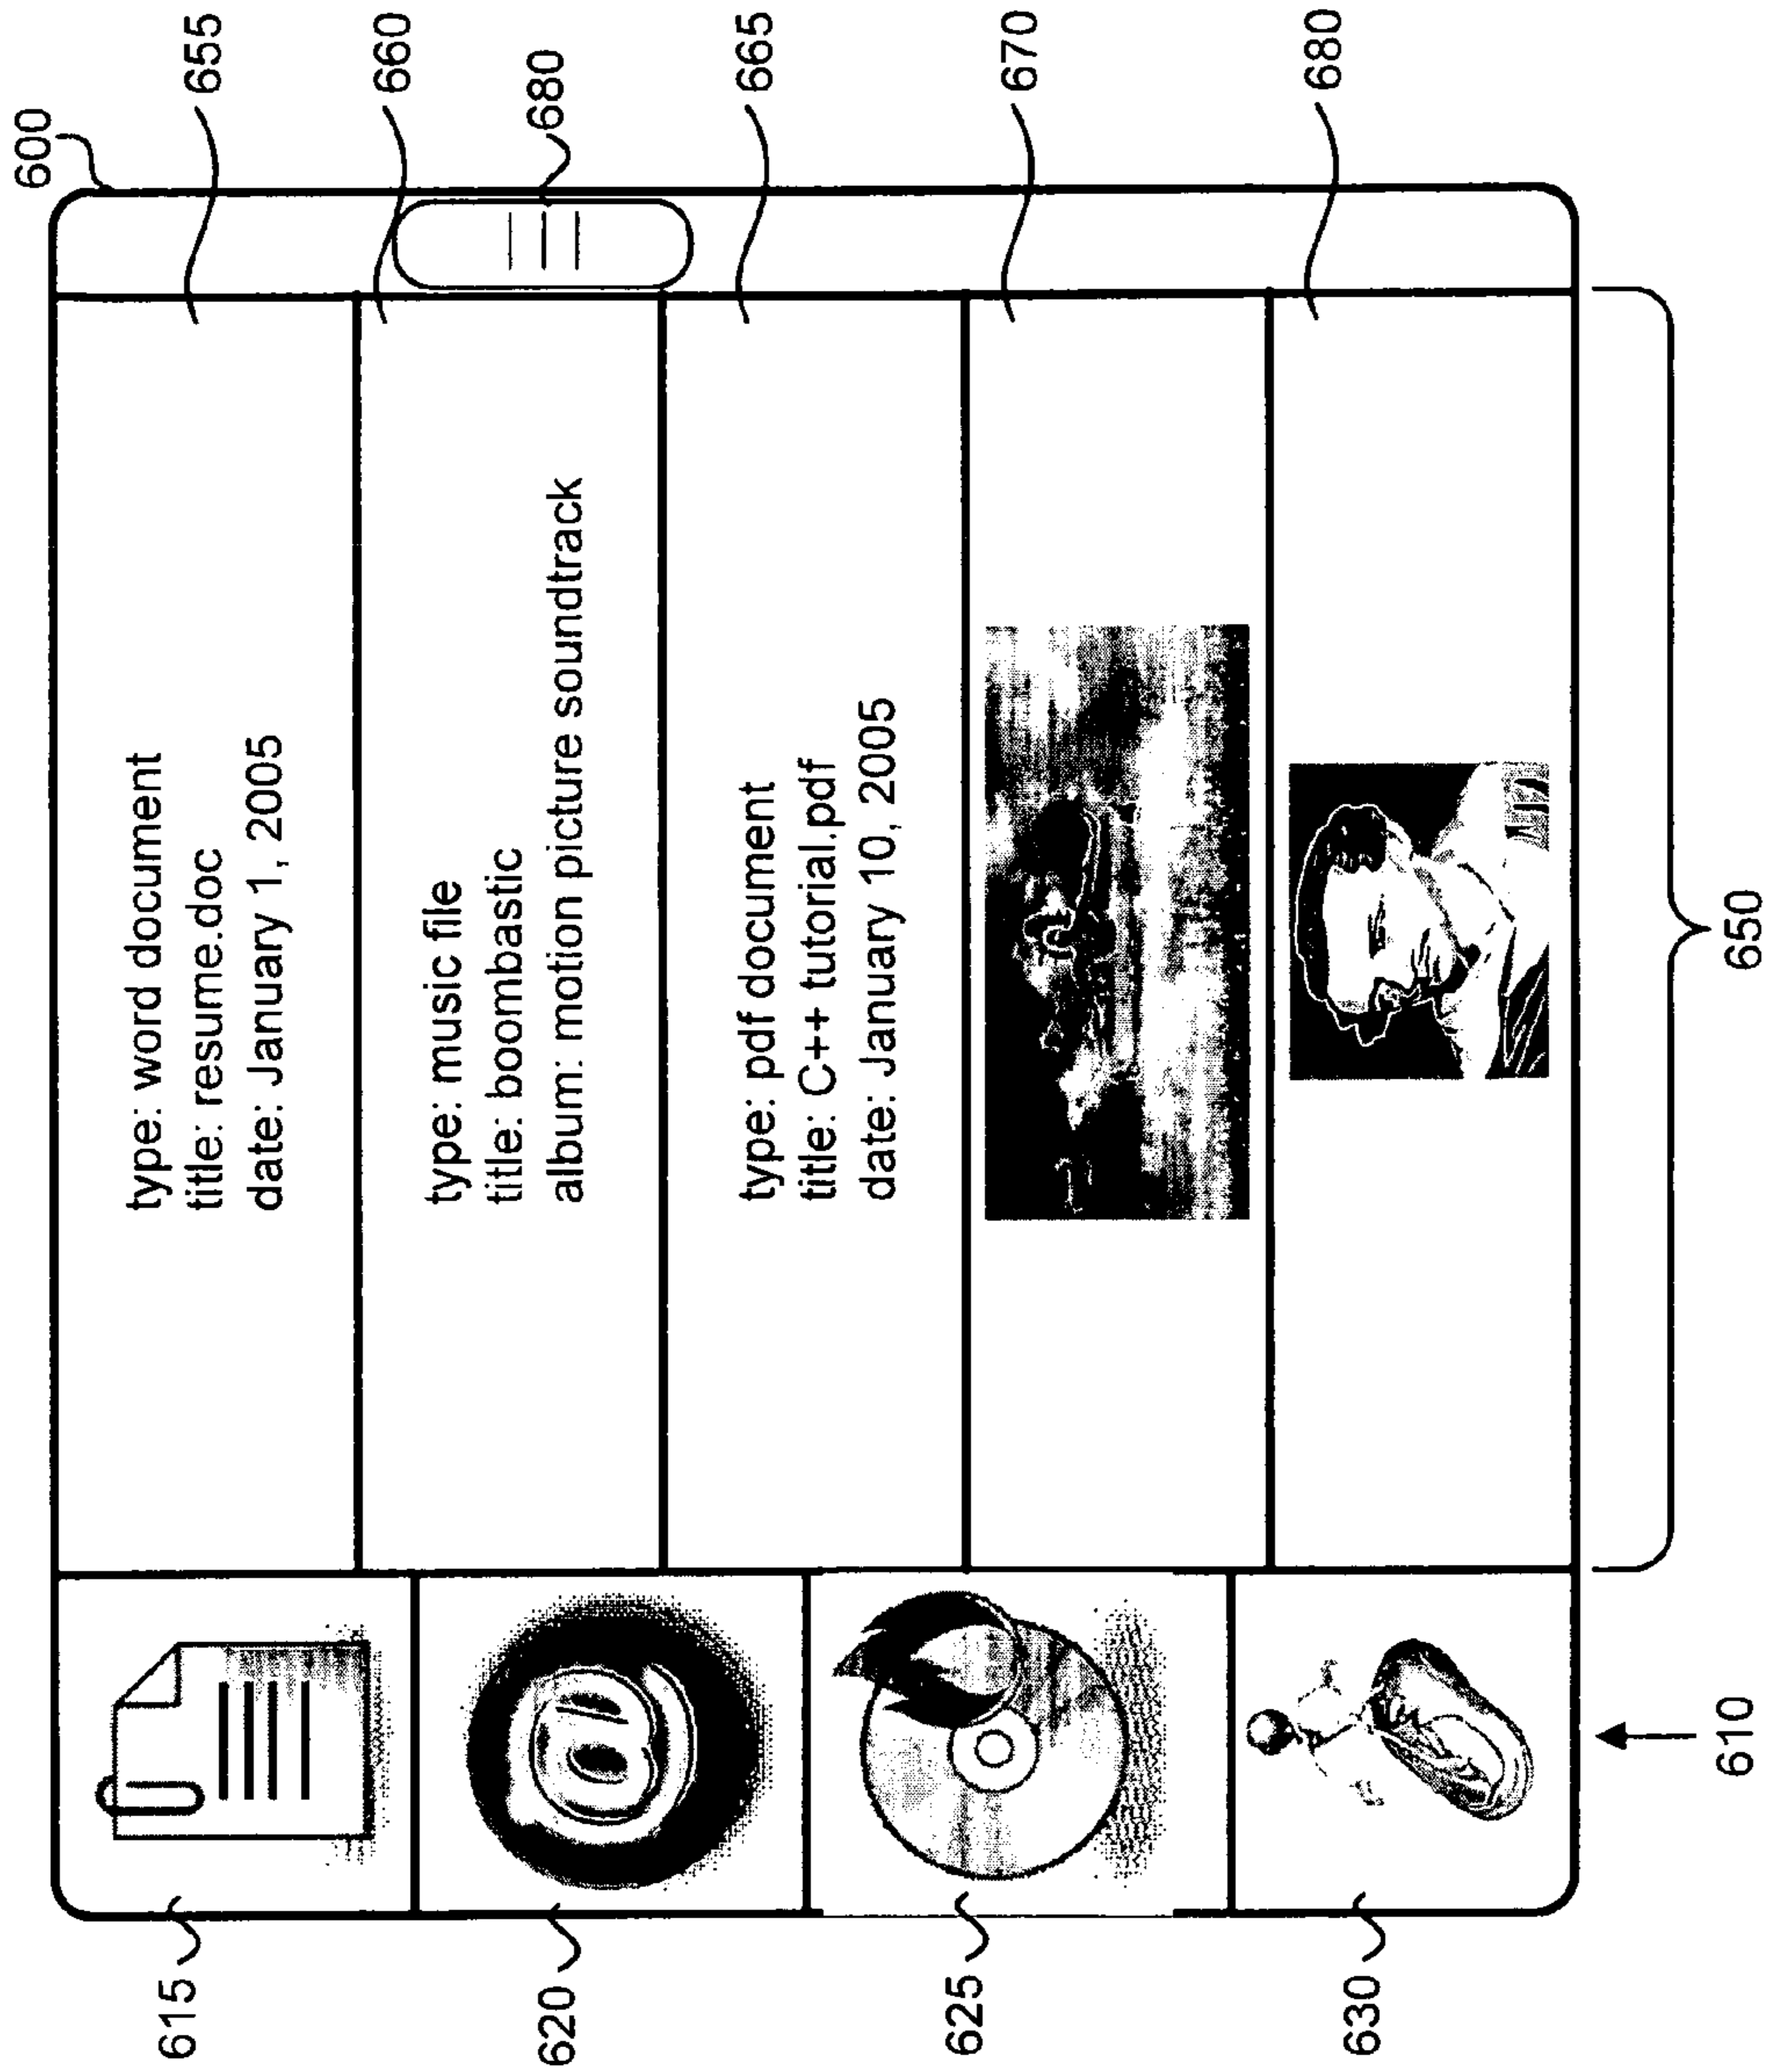 600
655
type: word document
title: resume.doc
date: January 1, 2005
615
660
680
type: music file
title: boombastic
album: motion picture soundtrack
620
665
type: pdf document
title: C++ tutorial.pdf
date: January 10, 2005
625
670
680
630
610
650